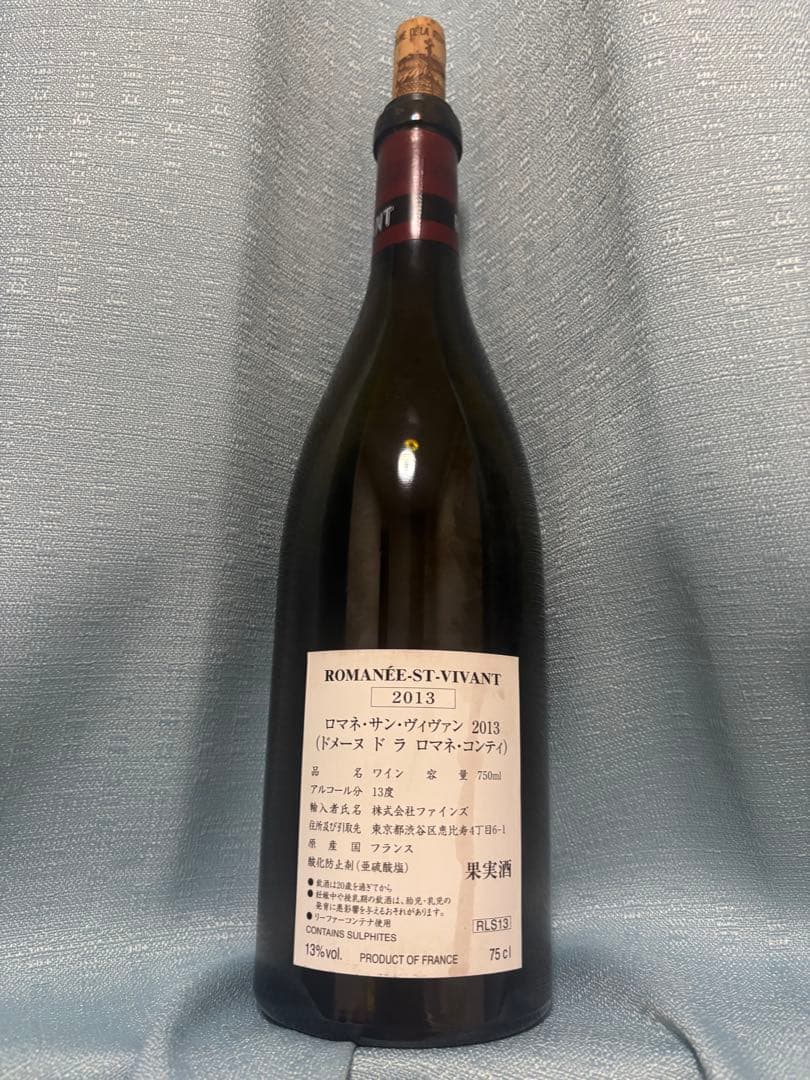 DE LA
NT
ROMANÉE-ST-VIVANT
2013
ロマネ・サン・ヴィヴァン 2013
(ドメーヌ ド ラ ロマネ・コンティ)
品 名 ワイン 容 量 750ml
アルコール分 13度
輸入者氏名 株式会社ファインズ
住所及び引取先 東京都渋谷区恵比寿4丁目6-1
原 産 国 フランス
酸化防止剤(亜硫酸塩) 果実酒
●飲酒は20歳を過ぎてから
●妊娠中や授乳期の飲酒は、胎児・乳児の
発育に悪影響を与えるおそれがあります。
●リーファーコンテナ使用 RLS13
CONTAINS SULPHITES
13%vol. PRODUCT OF FRANCE 75cl